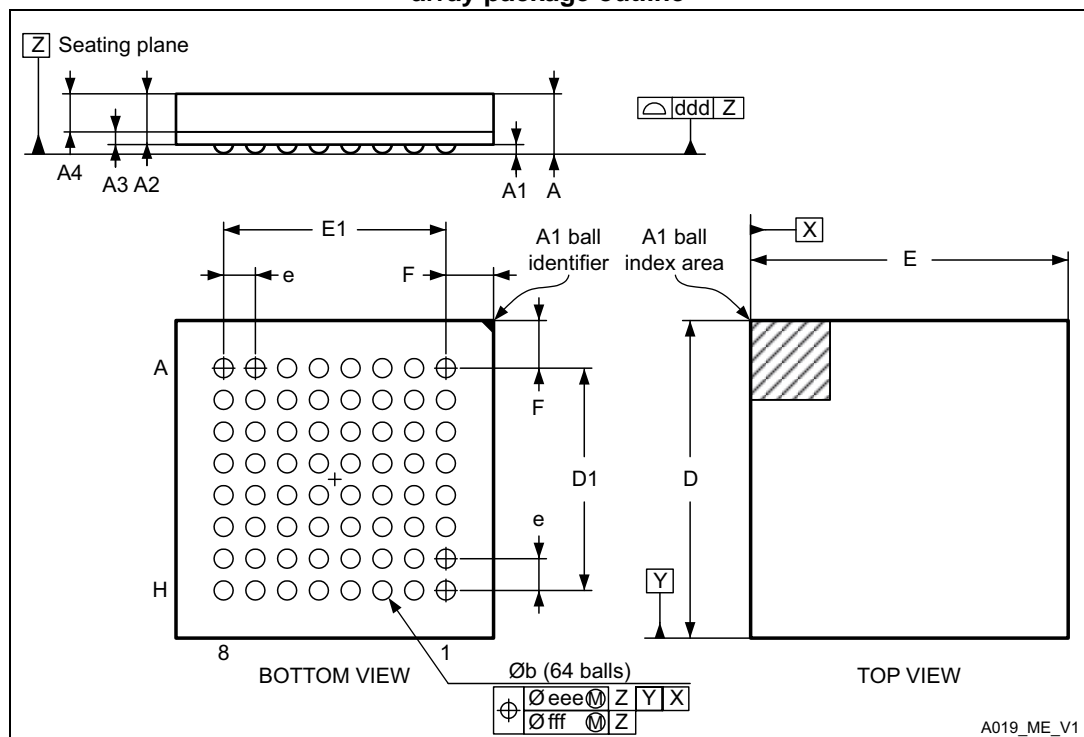 array package outline
Z Seating plane
ddd Z
A4
A3 A2
A1
A
E1
A1 ball
identifier
A1 ball
index area
X
e
F
E
A
F
D1
D
e
H
Y
8
1
BOTTOM VIEW
Øb (64 balls)
TOP VIEW
Ø eee Ⓜ Z Y X
Ø fff Ⓜ Z
A019_ME_V1